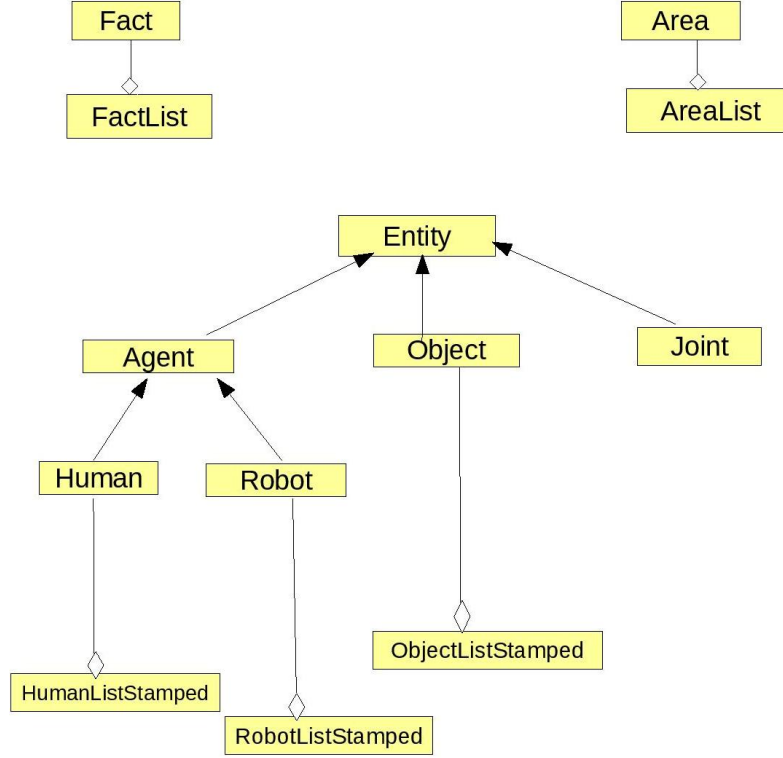 Fact
Area
FactList
AreaList
Entity
Agent
Object
Joint
Human
Robot
ObjectListStamped
HumanListStamped
RobotListStamped